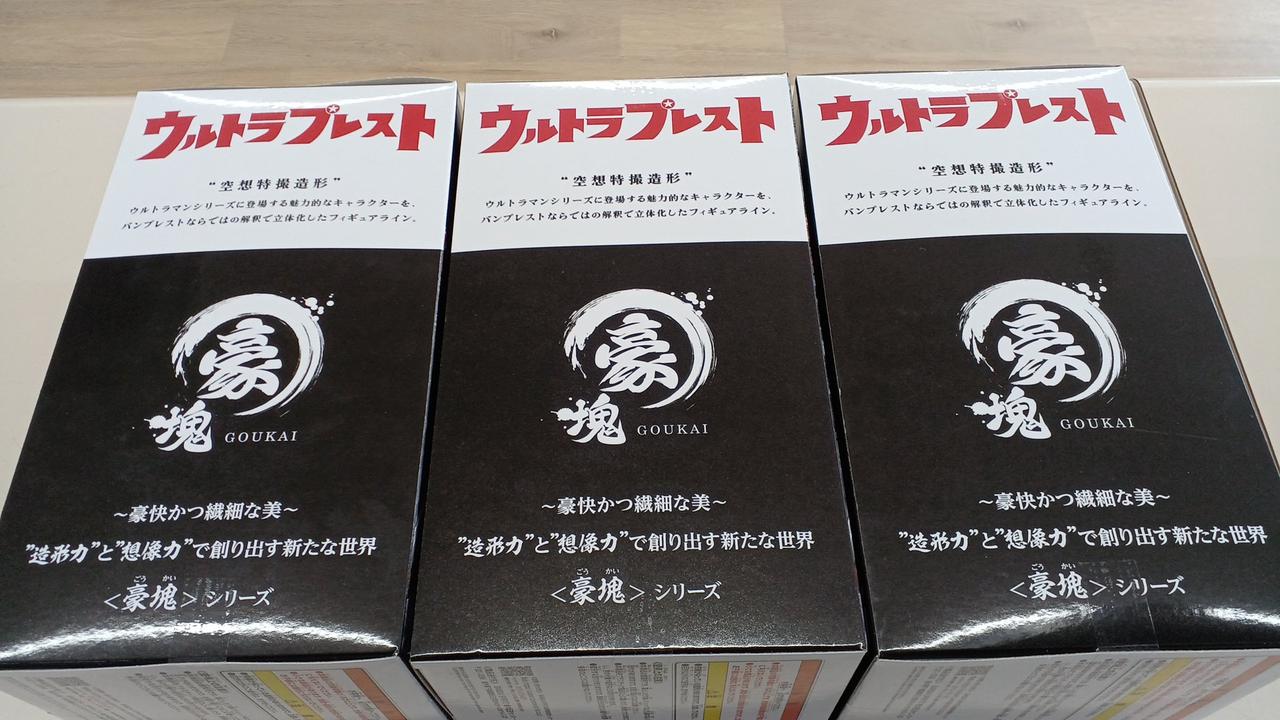 ウルトラプレスト
“空想特撮造形”
ウルトラマンシリーズに登場する魅力的なキャラクターを、
バンプレストならではの解釈で立体化したフィギュアライン。
豪
塊 GOUKAI
～豪快かつ繊細な美～
”造形力”と”想像力”で創り出す新たな世界
ごう かい
＜豪塊＞シリーズ
ウルトラプレスト
“空想特撮造形”
ウルトラマンシリーズに登場する魅力的なキャラクターを、
バンプレストならではの解釈で立体化したフィギュアライン。
豪
塊 GOUKAI
～豪快かつ繊細な美～
”造形力”と”想像力”で創り出す新たな世界
ごう かい
＜豪塊＞シリーズ
ウルトラプレスト
“空想特撮造形”
ウルトラマンシリーズに登場する魅力的なキャラクターを、
バンプレストならではの解釈で立体化したフィギュアライン。
豪
塊 GOUKAI
～豪快かつ繊細な美～
”造形力”と”想像力”で創り出す新たな世界
ごう かい
＜豪塊＞シリーズ